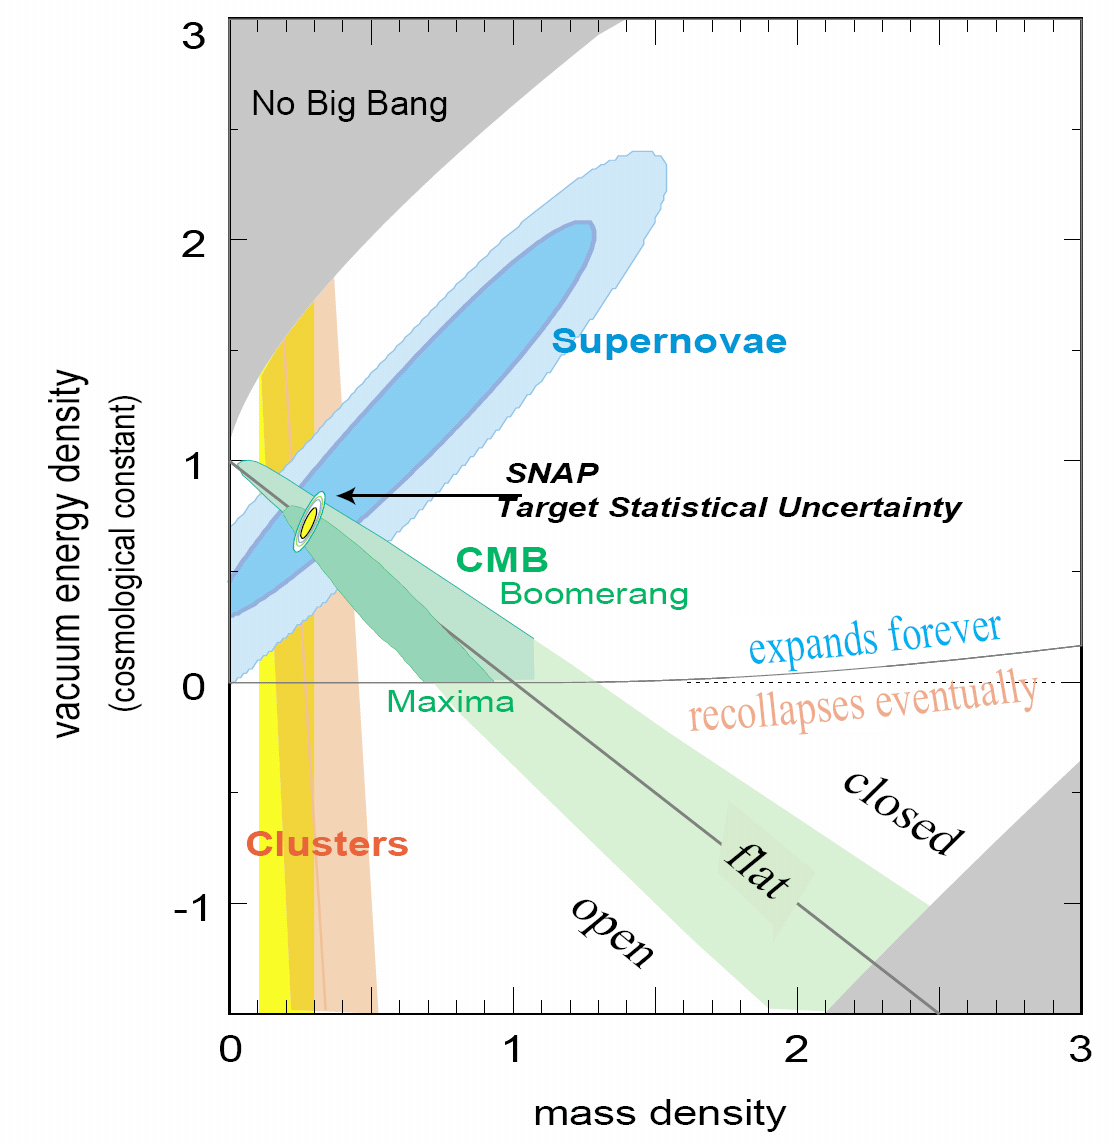 3
No Big Bang
2
Supernovae
vacuum energy density
(cosmological constant)
1
SNAP
Target Statistical Uncertainty
CMB
Boomerang
expands forever
0
Maxima
recollapses eventually
closed
Clusters
flat
open
-1
0
1
2
3
mass density